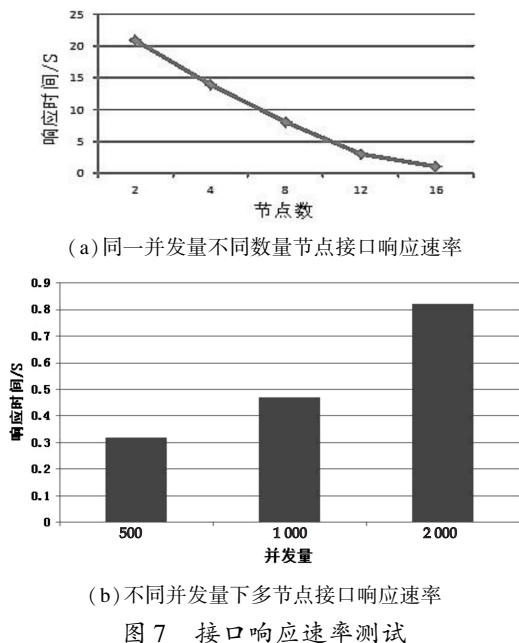 25
20
15
10
5
0
响应时间/S
2 4 8 12 16
节点数
(a)同一并发量不同数量节点接口响应速率
0.9
0.8
0.7
0.6
0.5
0.4
0.3
0.2
0.1
0
响应时间/S
500 1 000 2 000
并发量
(b)不同并发量下多节点接口响应速率
图 7 接口响应速率测试